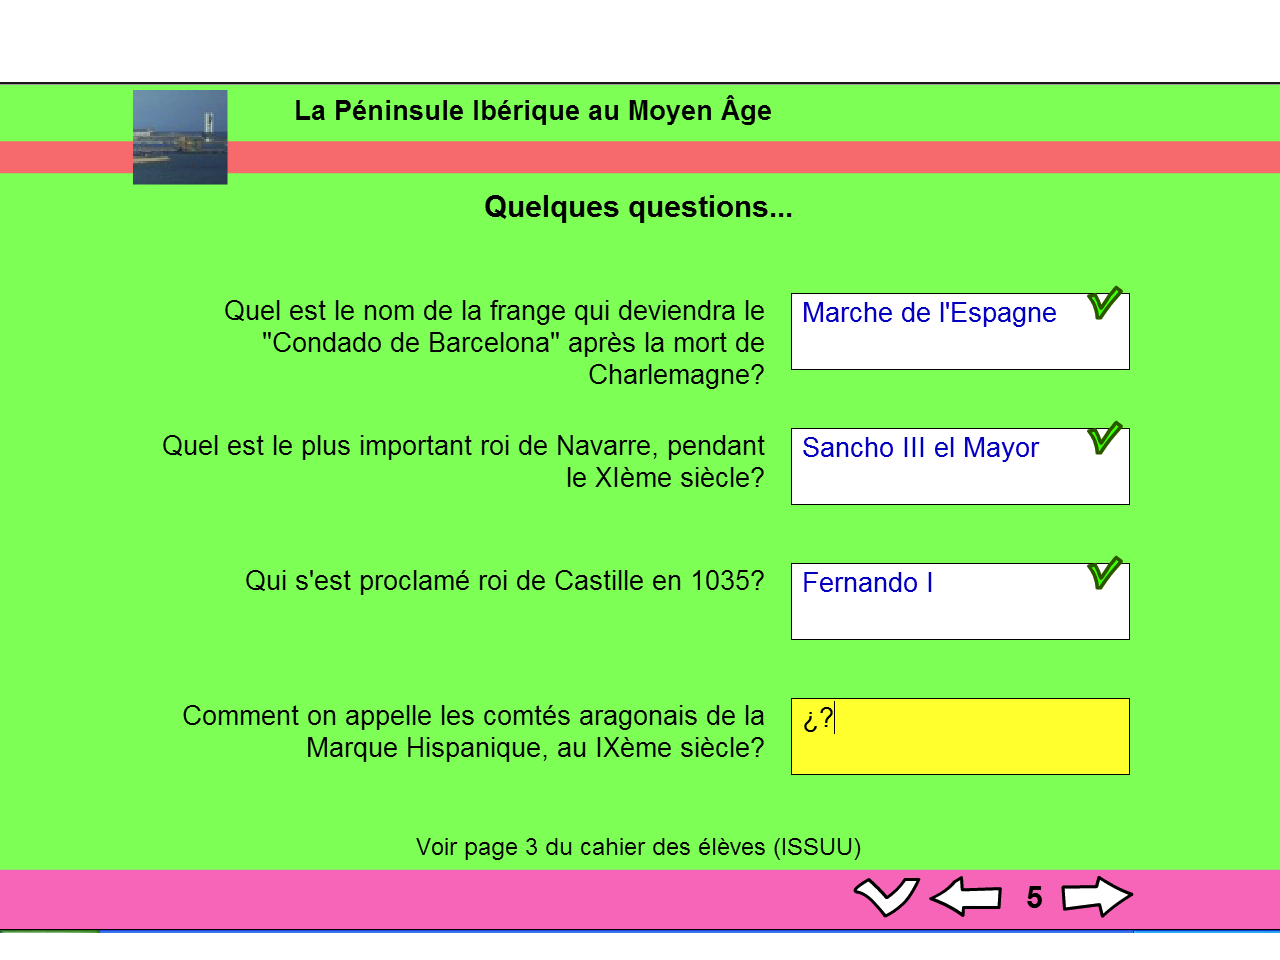 La Péninsule Ibérique au Moyen Âge
Quelques questions...
Quel est le nom de la frange qui deviendra le
"Condado de Barcelona" après la mort de
Charlemagne?
Marche de l'Espagne
Quel est le plus important roi de Navarre, pendant
le XIème siècle?
Sancho III el Mayor
Qui s'est proclamé roi de Castille en 1035?
Fernando I
Comment on appelle les comtés aragonais de la
Marque Hispanique, au IXème siècle?
¿?
Voir page 3 du cahier des élèves (ISSUU)
5